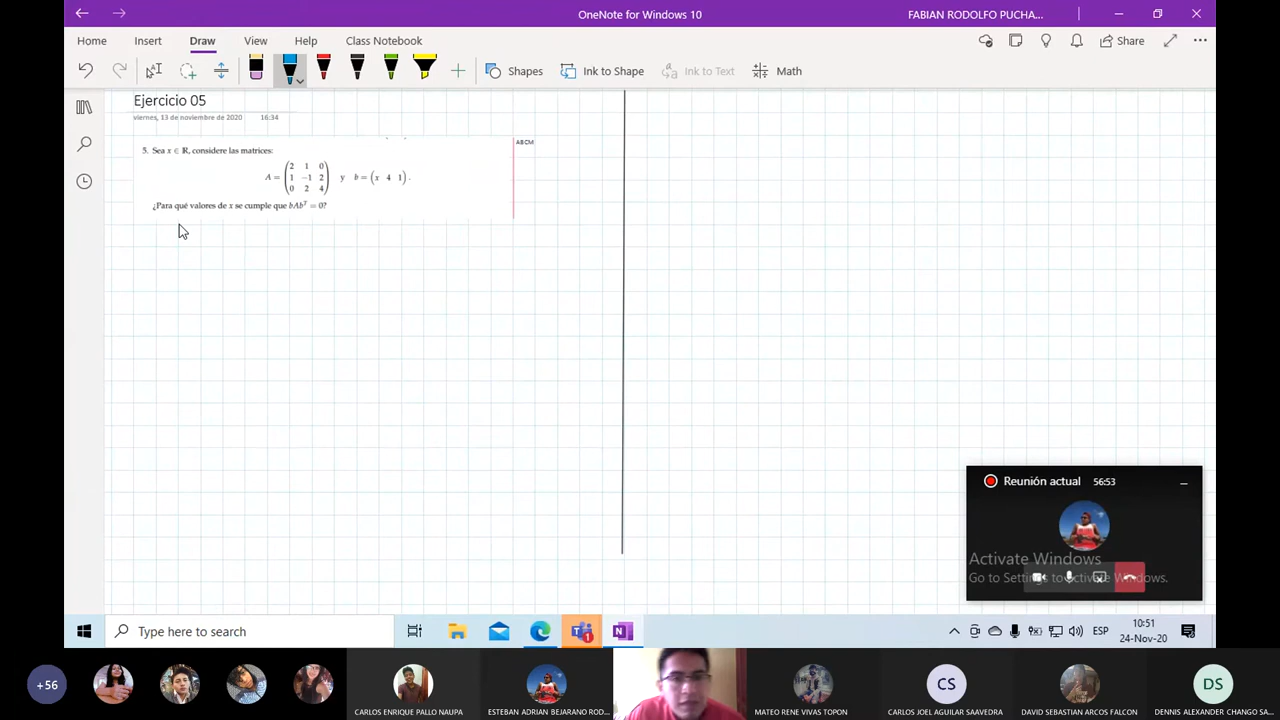 OneNote for Windows 10
FABIAN RODOLFO PUCHA...
Home Insert Draw View Help Class Notebook
Share
Shapes Ink to Shape Ink to Text Math
Ejercicio 05
viernes, 13 de noviembre de 2020 16:34
ABCM
5. Sea x ∈ ℝ, considere las matrices:
A = ( 2 1 0
1 −1 2
0 2 4 ) y b = (x 4 1).
¿Para qué valores de x se cumple que bAbᵀ = 0?
Reunión actual 56:53
Activate Windows
Go to Settings to activate Windows.
Type here to search
ESP
10:51
24-Nov-20
+56
CARLOS ENRIQUE PALLO NAUPA
ESTEBAN ADRIAN BEJARANO ROD...
MATEO RENE VIVAS TOPON
CS
CARLOS JOEL AGUILAR SAAVEDRA
DAVID SEBASTIAN ARCOS FALCON
DS
DENNIS ALEXANDER CHANGO SA...